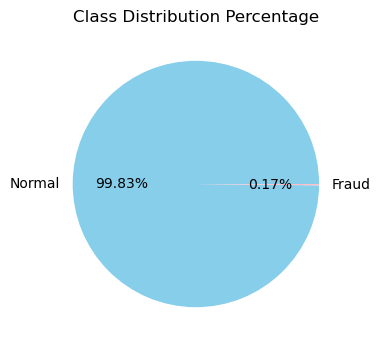 Class Distribution Percentage
Normal
99.83%
0.17%
Fraud